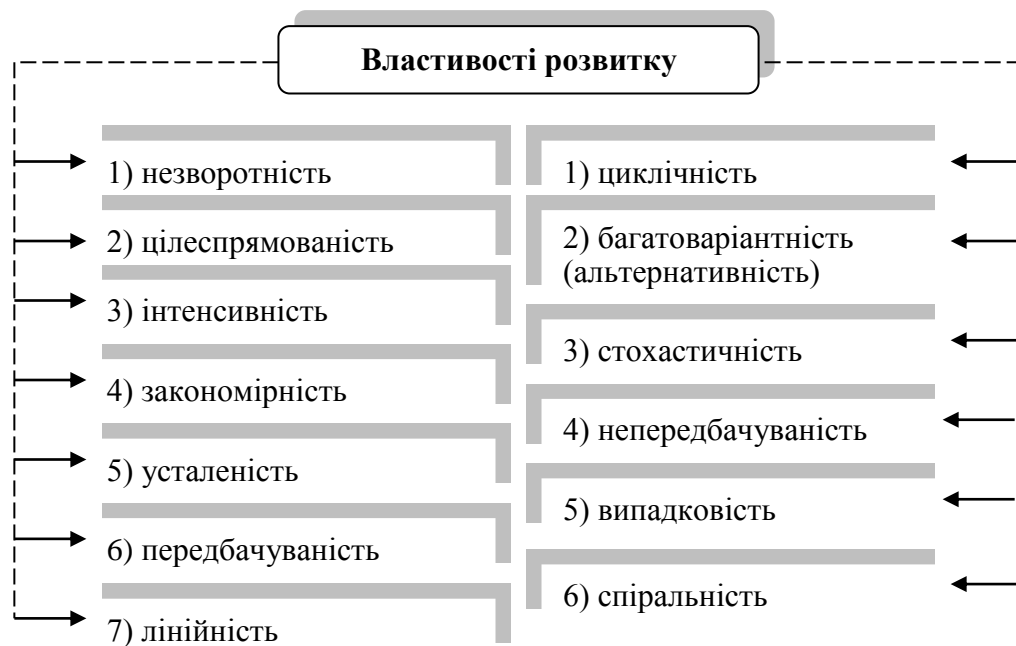 Властивості розвитку
1) незворотність
2) цілеспрямованість
3) інтенсивність
4) закономірність
5) усталеність
6) передбачуваність
7) лінійність
1) циклічність
2) багатоваріантність
(альтернативність)
3) стохастичність
4) непередбачуваність
5) випадковість
6) спіральність